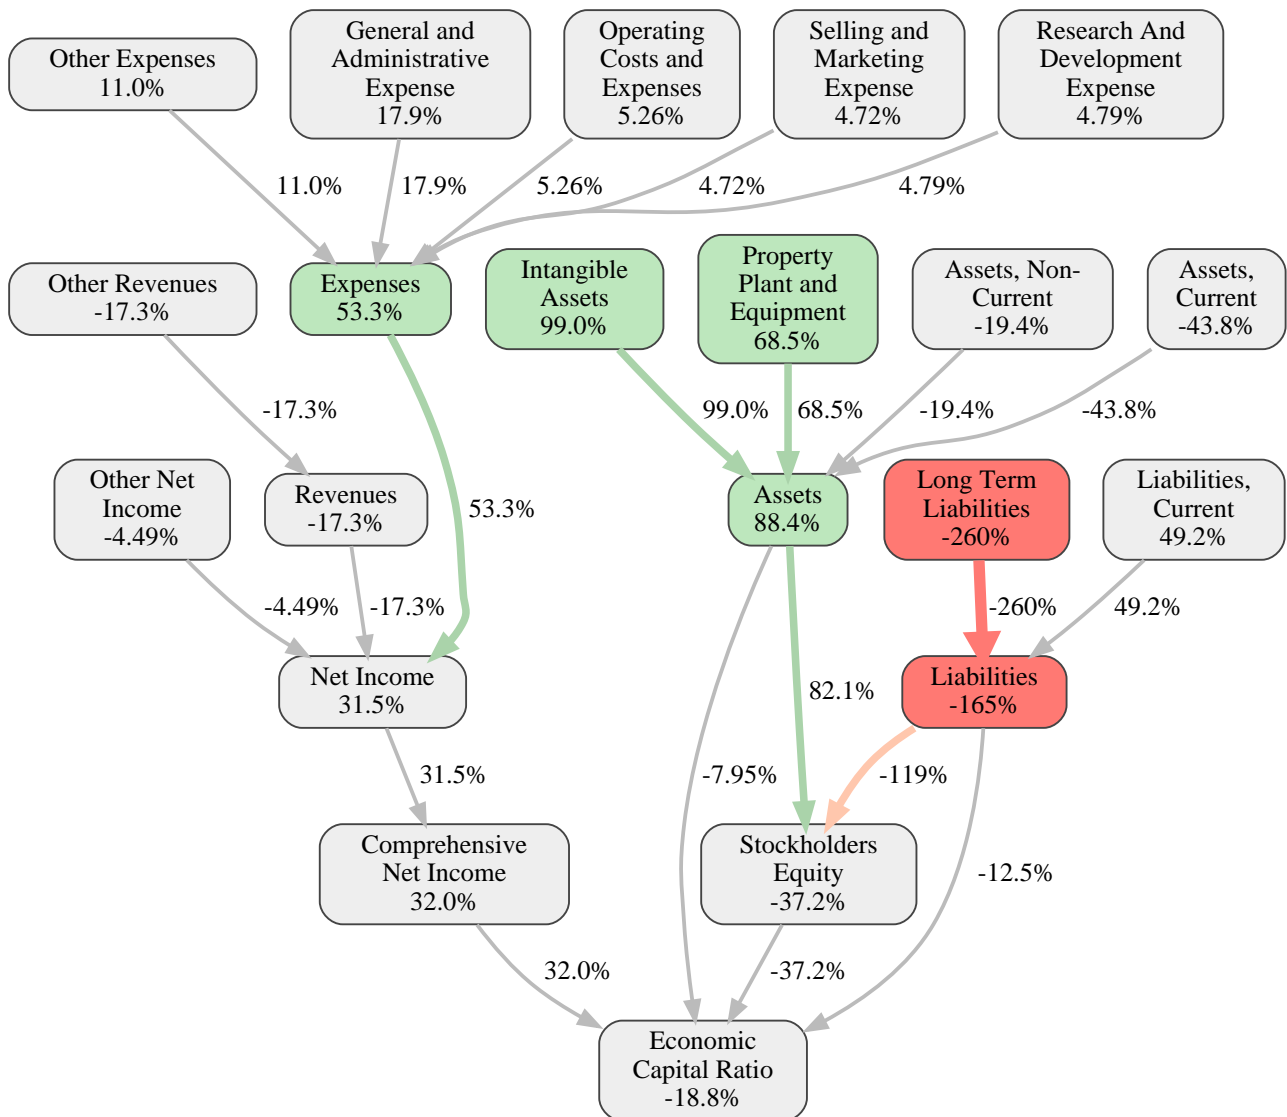 Other Expenses
11.0%
General and
Administrative
Expense
17.9%
Operating
Costs and
Expenses
5.26%
Selling and
Marketing
Expense
4.72%
Research And
Development
Expense
4.79%
11.0%
17.9%
5.26%
4.72%
4.79%
Other Revenues
-17.3%
Expenses
53.3%
Intangible
Assets
99.0%
Property
Plant and
Equipment
68.5%
Assets, Non-
Current
-19.4%
Assets,
Current
-43.8%
-17.3%
53.3%
99.0%
68.5%
-19.4%
-43.8%
Other Net
Income
-4.49%
Revenues
-17.3%
Assets
88.4%
Long Term
Liabilities
-260%
Liabilities,
Current
49.2%
-4.49%
-17.3%
-260%
49.2%
Net Income
31.5%
Liabilities
-165%
82.1%
31.5%
-7.95%
-119%
Comprehensive
Net Income
32.0%
Stockholders
Equity
-37.2%
-12.5%
32.0%
-37.2%
Economic
Capital Ratio
-18.8%